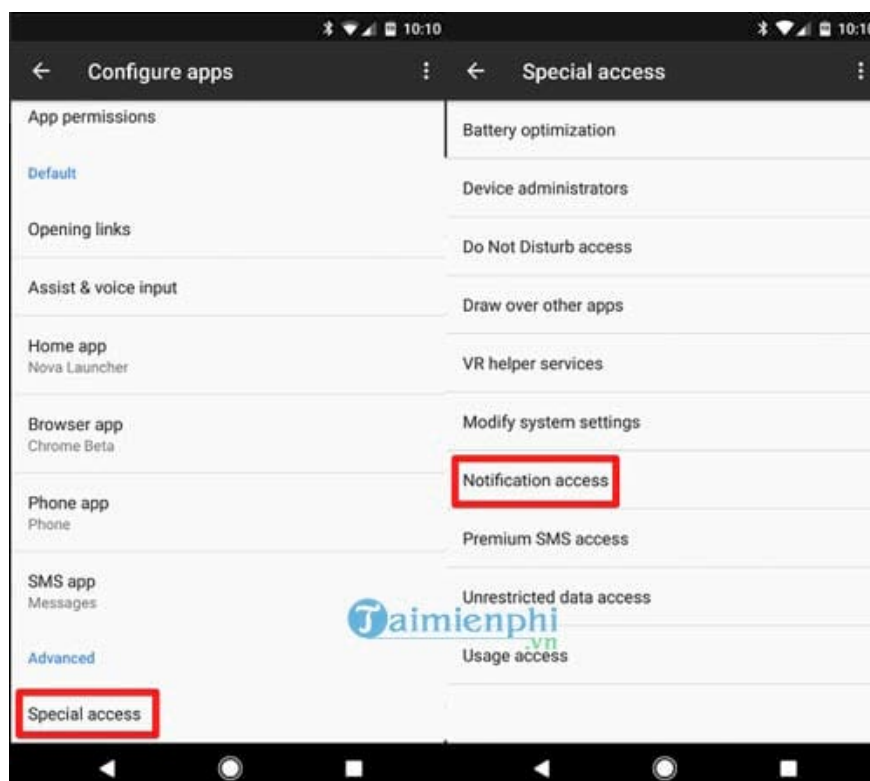 10:10
Configure apps
App permissions
Default
Opening links
Assist & voice input
Home app
Nova Launcher
Browser app
Chrome Beta
Phone app
Phone
SMS app
Messages
Advanced
Special access
10:10
Special access
Battery optimization
Device administrators
Do Not Disturb access
Draw over other apps
VR helper services
Modify system settings
Notification access
Premium SMS access
Unrestricted data access
Usage access
Taimienphi
.vn